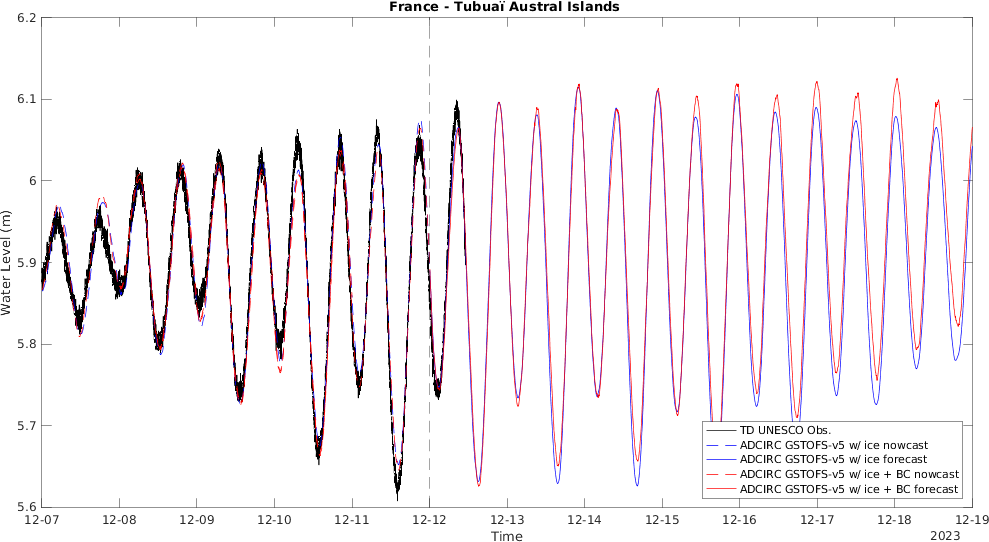 France - Tubuaï Austral Islands
6.2
6.1
6
5.9
5.8
5.7
5.6
Water Level (m)
12-07 12-08 12-09 12-10 12-11 12-12 12-13 12-14 12-15 12-16 12-17 12-18 12-19
Time
2023
TD UNESCO Obs.
ADCIRC GSTOFS-v5 w/ ice nowcast
ADCIRC GSTOFS-v5 w/ ice forecast
ADCIRC GSTOFS-v5 w/ ice + BC nowcast
ADCIRC GSTOFS-v5 w/ ice + BC forecast